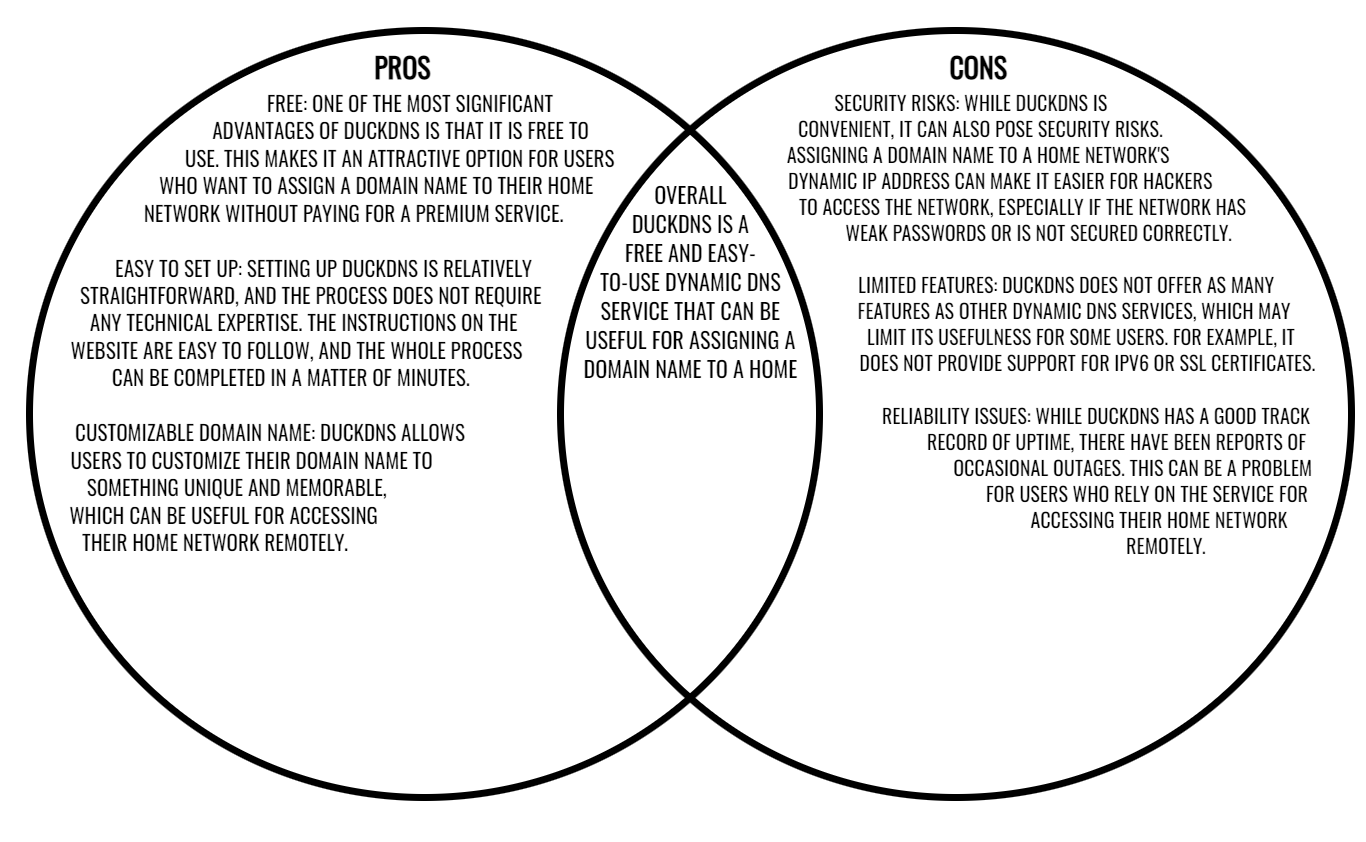 PROS
FREE: ONE OF THE MOST SIGNIFICANT
ADVANTAGES OF DUCKDNS IS THAT IT IS FREE TO
USE. THIS MAKES IT AN ATTRACTIVE OPTION FOR USERS
WHO WANT TO ASSIGN A DOMAIN NAME TO THEIR HOME
NETWORK WITHOUT PAYING FOR A PREMIUM SERVICE.
EASY TO SET UP: SETTING UP DUCKDNS IS RELATIVELY
STRAIGHTFORWARD, AND THE PROCESS DOES NOT REQUIRE
ANY TECHNICAL EXPERTISE. THE INSTRUCTIONS ON THE
WEBSITE ARE EASY TO FOLLOW, AND THE WHOLE PROCESS
CAN BE COMPLETED IN A MATTER OF MINUTES.
CUSTOMIZABLE DOMAIN NAME: DUCKDNS ALLOWS
USERS TO CUSTOMIZE THEIR DOMAIN NAME TO
SOMETHING UNIQUE AND MEMORABLE,
WHICH CAN BE USEFUL FOR ACCESSING
THEIR HOME NETWORK REMOTELY.
OVERALL
DUCKDNS IS A
FREE AND EASY-
TO-USE DYNAMIC DNS
SERVICE THAT CAN BE
USEFUL FOR ASSIGNING A
DOMAIN NAME TO A HOME
CONS
SECURITY RISKS: WHILE DUCKDNS IS
CONVENIENT, IT CAN ALSO POSE SECURITY RISKS.
ASSIGNING A DOMAIN NAME TO A HOME NETWORK'S
DYNAMIC IP ADDRESS CAN MAKE IT EASIER FOR HACKERS
TO ACCESS THE NETWORK, ESPECIALLY IF THE NETWORK HAS
WEAK PASSWORDS OR IS NOT SECURED CORRECTLY.
LIMITED FEATURES: DUCKDNS DOES NOT OFFER AS MANY
FEATURES AS OTHER DYNAMIC DNS SERVICES, WHICH MAY
LIMIT ITS USEFULNESS FOR SOME USERS. FOR EXAMPLE, IT
DOES NOT PROVIDE SUPPORT FOR IPV6 OR SSL CERTIFICATES.
RELIABILITY ISSUES: WHILE DUCKDNS HAS A GOOD TRACK
RECORD OF UPTIME, THERE HAVE BEEN REPORTS OF
OCCASIONAL OUTAGES. THIS CAN BE A PROBLEM
FOR USERS WHO RELY ON THE SERVICE FOR
ACCESSING THEIR HOME NETWORK
REMOTELY.